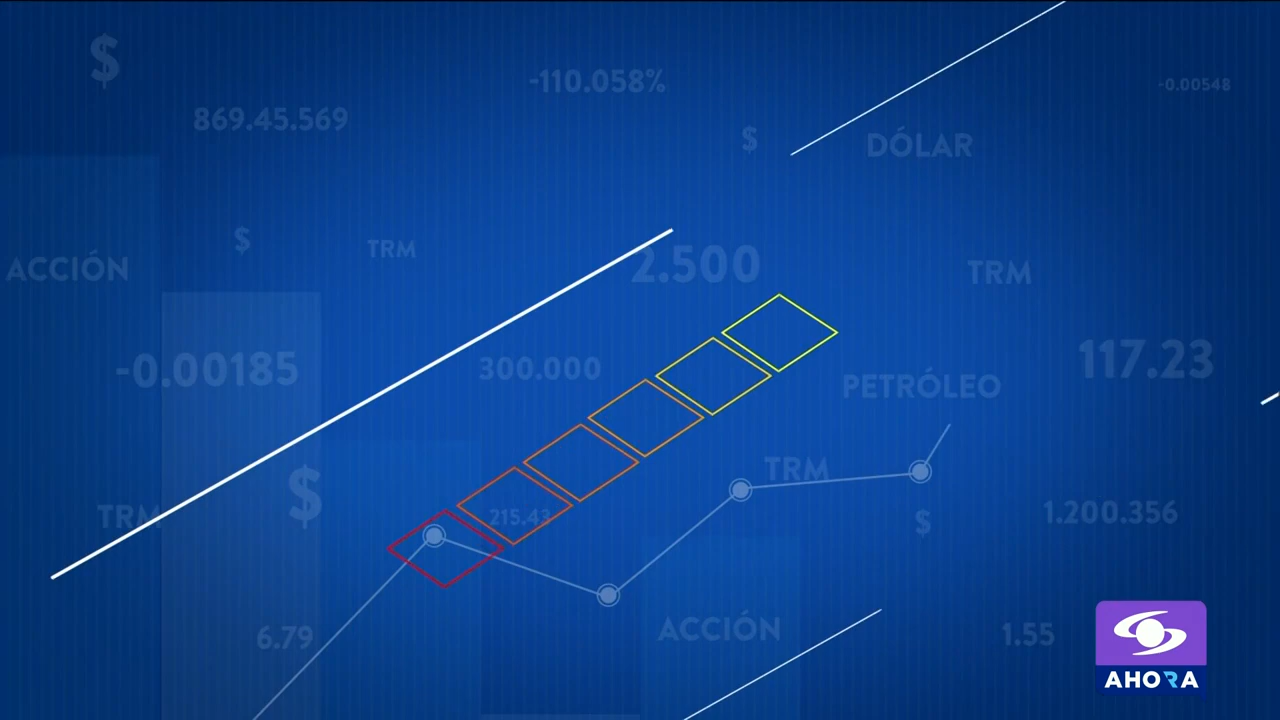 $
-110.058%
-0.00548
869.45.569
$
DÓLAR
$
TRM
2.500
ACCIÓN
TRM
-0.00185
300.000
117.23
PETRÓLEO
TRM
$
TRM
215.43
$
1.200.356
6.79
ACCIÓN
1.55
AHORA